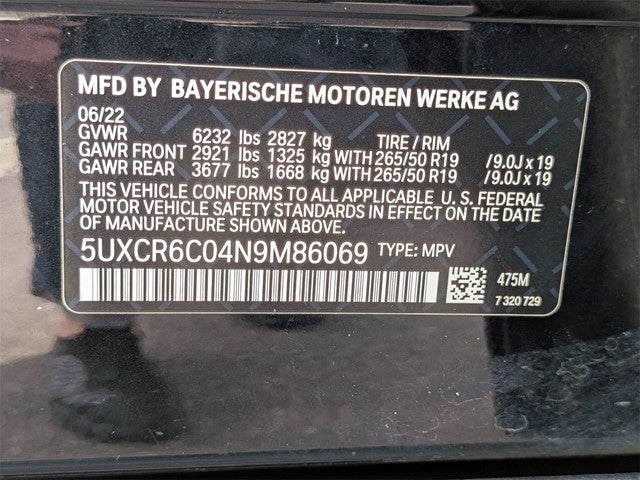 MFD BY BAYERISCHE MOTOREN WERKE AG
06/22
GVWR 6232 lbs 2827 kg TIRE / RIM
GAWR FRONT 2921 lbs 1325 kg WITH 265/50 R19 /9.0J x 19
GAWR REAR 3677 lbs 1668 kg WITH 265/50 R19 /9.0J x 19
THIS VEHICLE CONFORMS TO ALL APPLICABLE U. S. FEDERAL
MOTOR VEHICLE SAFETY STANDARDS IN EFFECT ON THE DATE
OF MANUFACTURE SHOWN ABOVE.
5UXCR6C04N9M86069 TYPE: MPV
475M
7 320 729